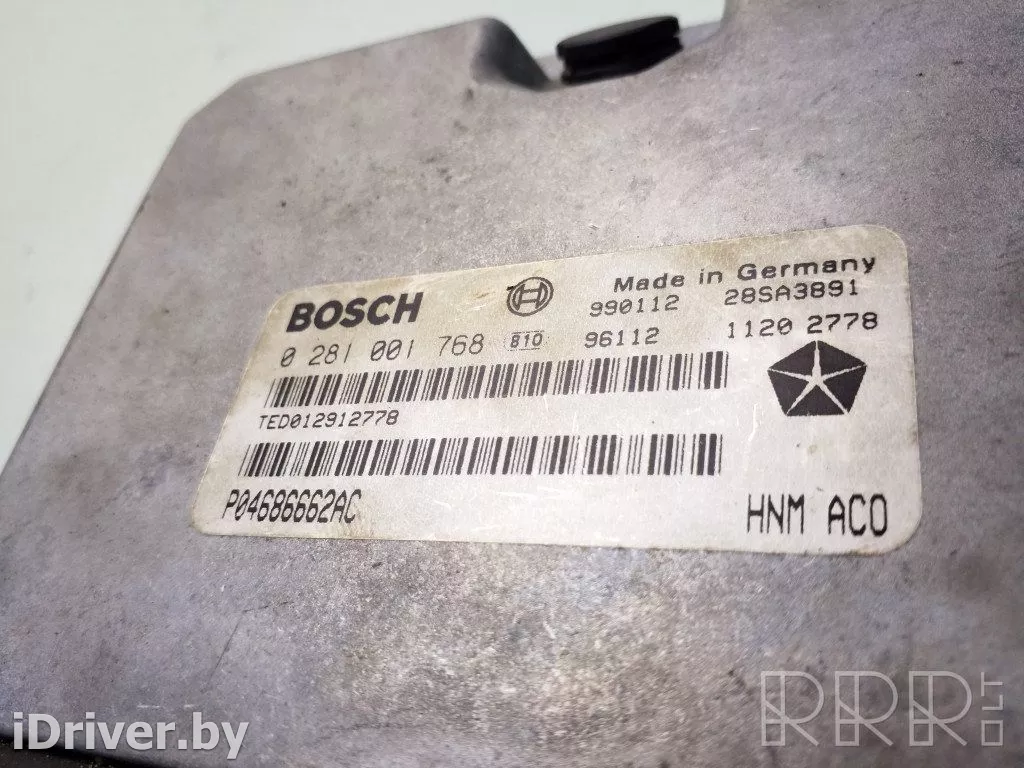 Made in Germany
BOSCH 990112 28SA3891
0 281 001 768 810 96112 1120 2778
TED012912778
P04686662AC HNM AC0
RRR.LT
iDriver.by